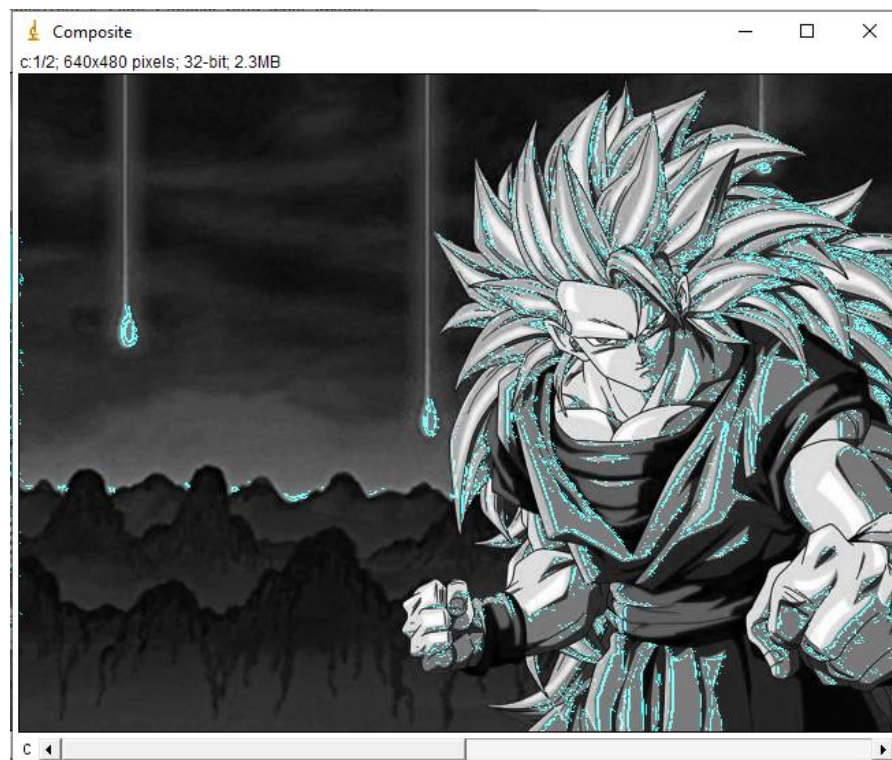 Composite
c:1/2; 640x480 pixels; 32-bit; 2.3MB
C